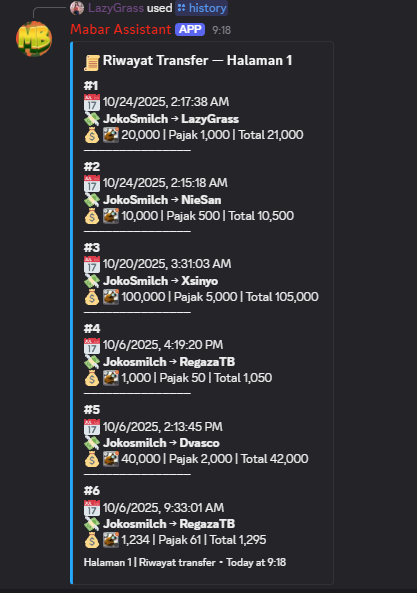 LazyGrass used history
MB
Mabar Assistant APP 9:18
Riwayat Transfer — Halaman 1
#1
10/24/2025, 2:17:38 AM
JokoSmilch → LazyGrass
20,000 | Pajak 1,000 | Total 21,000
#2
10/24/2025, 2:15:18 AM
JokoSmilch → NieSan
10,000 | Pajak 500 | Total 10,500
#3
10/20/2025, 3:31:03 AM
JokoSmilch → Xsinyo
100,000 | Pajak 5,000 | Total 105,000
#4
10/6/2025, 4:19:20 PM
Jokosmilch → RegazaTB
1,000 | Pajak 50 | Total 1,050
#5
10/6/2025, 2:13:45 PM
Jokosmilch → Dvasco
40,000 | Pajak 2,000 | Total 42,000
#6
10/6/2025, 9:33:01 AM
Jokosmilch → RegazaTB
1,234 | Pajak 61 | Total 1,295
Halaman 1 | Riwayat transfer • Today at 9:18